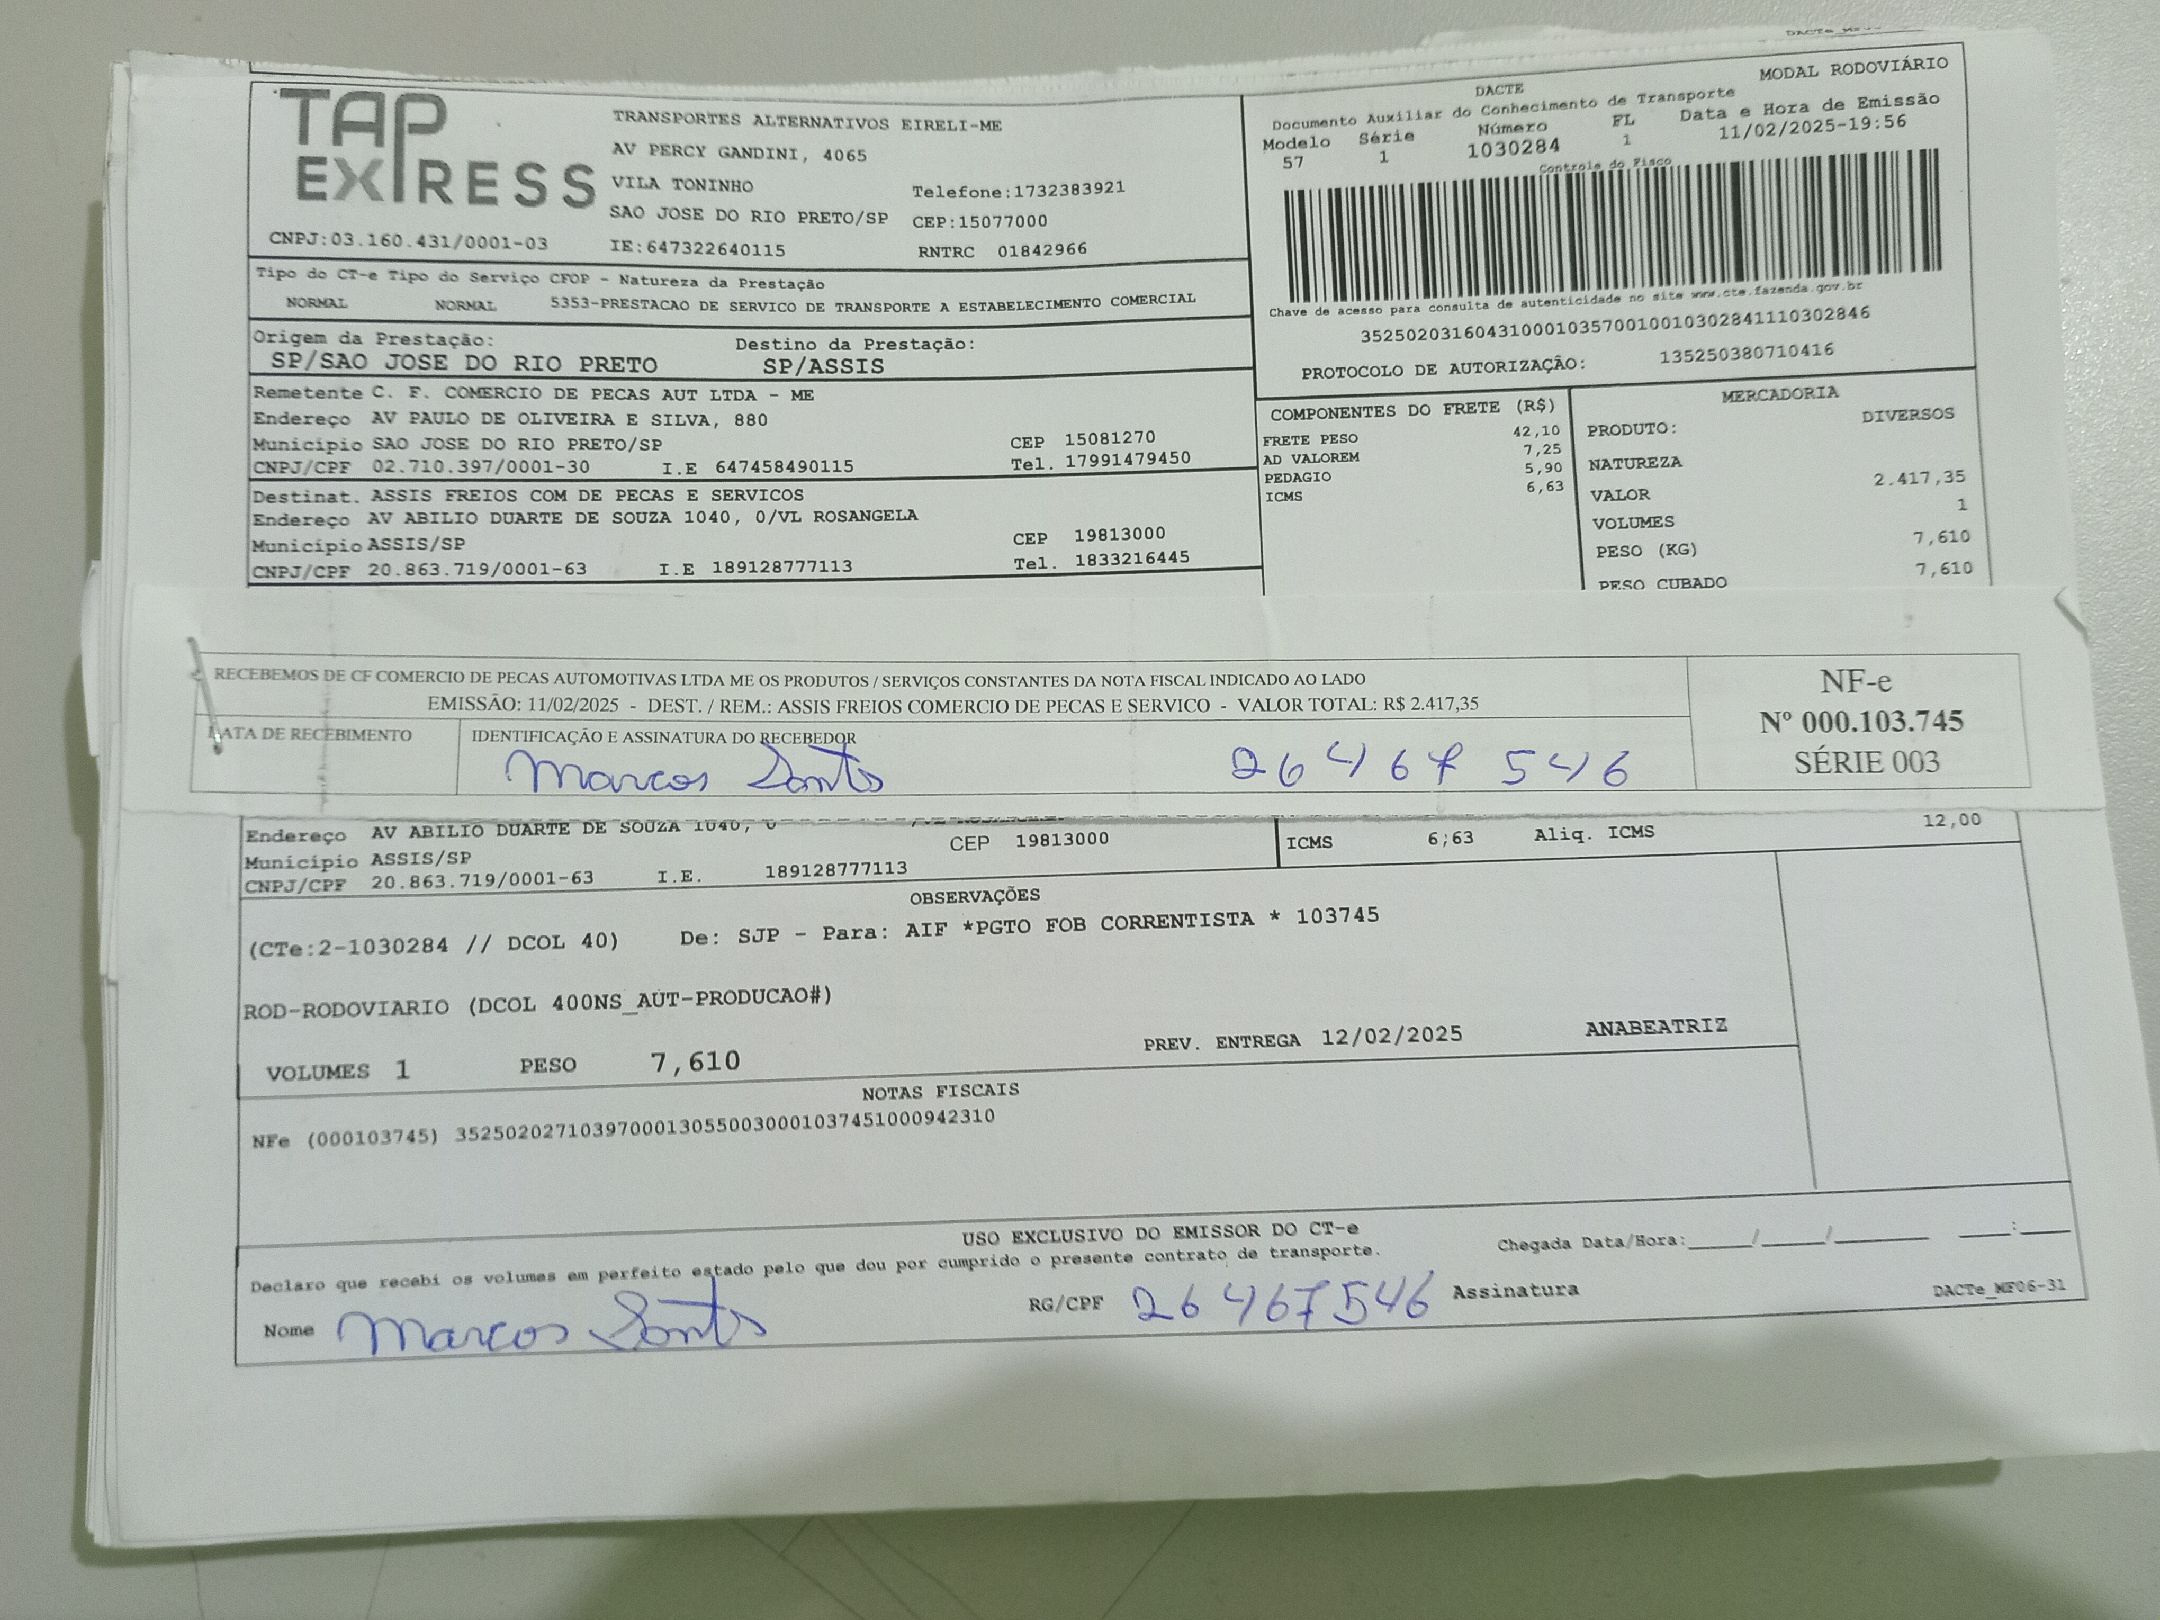 DACTE
MODAL RODOVIÁRIO
Documento Auxiliar do Conhecimento de Transporte
Modelo Série Número FL Data e Hora de Emissão
57 1 1030284 1 11/02/2025-19:56
Controle do Fisco
TAP EXPRESS
TRANSPORTES ALTERNATIVOS EIRELI-ME
AV PERCY GANDINI, 4065
VILA TONINHO Telefone:1732383921
SAO JOSE DO RIO PRETO/SP CEP:15077000
CNPJ:03.160.431/0001-03 IE:647322640115 RNTRC 01842966
Tipo do CT-e Tipo do Serviço CFOP - Natureza da Prestação
NORMAL NORMAL 5353-PRESTACAO DE SERVICO DE TRANSPORTE A ESTABELECIMENTO COMERCIAL
Chave de acesso para consulta de autenticidade no site www.cte.fazenda.gov.br
35250203160431000103570010010302841110302846
PROTOCOLO DE AUTORIZAÇÃO: 135250380710416
Origem da Prestação: Destino da Prestação:
SP/SAO JOSE DO RIO PRETO SP/ASSIS
Remetente C. F. COMERCIO DE PECAS AUT LTDA - ME
Endereço AV PAULO DE OLIVEIRA E SILVA, 880
Município SAO JOSE DO RIO PRETO/SP CEP 15081270
CNPJ/CPF 02.710.397/0001-30 I.E 647458490115 Tel. 17991479450
Destinat. ASSIS FREIOS COM DE PECAS E SERVICOS
Endereço AV ABILIO DUARTE DE SOUZA 1040, 0/VL ROSANGELA
Município ASSIS/SP CEP 19813000
CNPJ/CPF 20.863.719/0001-63 I.E 189128777113 Tel. 1833216445
COMPONENTES DO FRETE (R$)
FRETE PESO 42,10
AD VALOREM 7,25
PEDAGIO 5,90
ICMS 6,63
MERCADORIA
PRODUTO: DIVERSOS
NATUREZA
VALOR 2.417,35
VOLUMES 1
PESO (KG) 7,610
PESO CUBADO 7,610
RECEBEMOS DE CF COMERCIO DE PECAS AUTOMOTIVAS LTDA ME OS PRODUTOS / SERVIÇOS CONSTANTES DA NOTA FISCAL INDICADO AO LADO
EMISSÃO: 11/02/2025 - DEST. / REM.: ASSIS FREIOS COMERCIO DE PECAS E SERVICO - VALOR TOTAL: R$ 2.417,35
DATA DE RECEBIMENTO IDENTIFICAÇÃO E ASSINATURA DO RECEBEDOR
Marcos Santos 26467546
NF-e
Nº 000.103.745
SÉRIE 003
Endereço AV ABILIO DUARTE DE SOUZA 1040, 0
Município ASSIS/SP CEP 19813000
CNPJ/CPF 20.863.719/0001-63 I.E. 189128777113
ICMS 6,63 Aliq. ICMS 12,00
OBSERVAÇÕES
(CTe:2-1030284 // DCOL 40) De: SJP - Para: AIF *PGTO FOB CORRENTISTA * 103745
ROD-RODOVIARIO (DCOL 400NS_AUT-PRODUCAO#)
VOLUMES 1 PESO 7,610 PREV. ENTREGA 12/02/2025 ANABEATRIZ
NOTAS FISCAIS
NFe (000103745) 35250202710397000130550030001037451000942310
USO EXCLUSIVO DO EMISSOR DO CT-e
Declaro que recebi os volumes em perfeito estado pelo que dou por cumprido o presente contrato de transporte. Chegada Data/Hora:_____/_____/_______ ____:____
Nome Marcos Santos RG/CPF 26467546 Assinatura DACTe_MF06-31